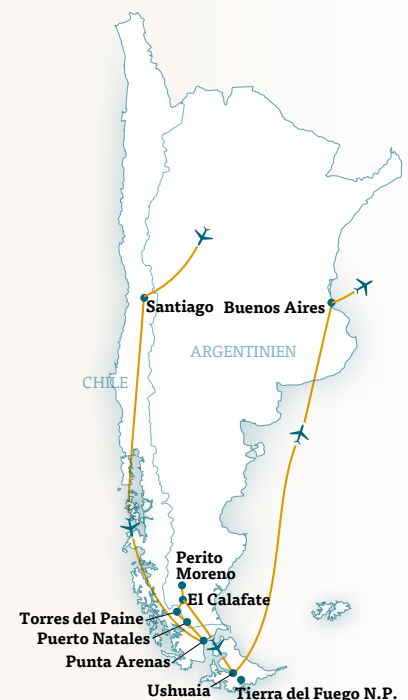 Santiago
Buenos Aires
ARGENTINIEN
CHILE
Perito
Moreno
El Calafate
Torres del Paine
Puerto Natales
Punta Arenas
Ushuaia
Tierra del Fuego N.P.